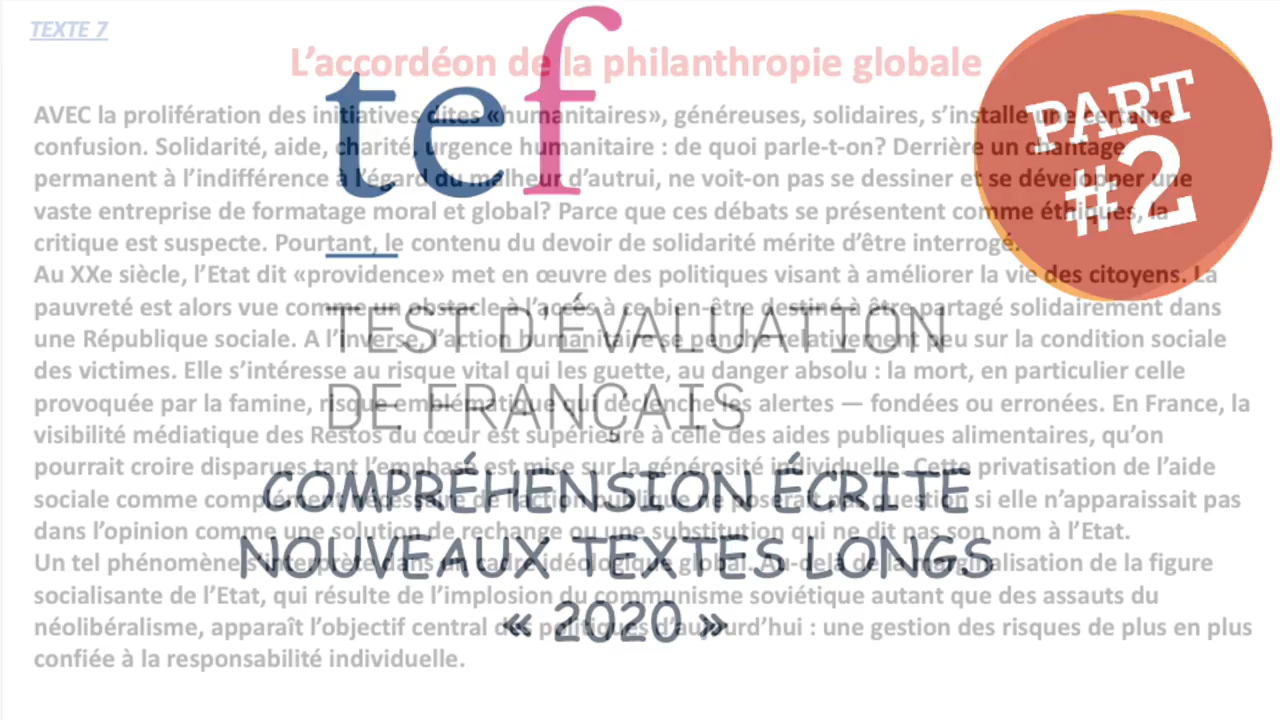 TEXTE 7
L'accordéon de la philanthropie globale
AVEC la prolifération des initiatives dites «humanitaires», généreuses, solidaires, s'installe une certaine
confusion. Solidarité, aide, charité, urgence humanitaire : de quoi parle-t-on? Derrière un chantage
permanent à l'indifférence à l'égard du malheur d'autrui, ne voit-on pas se dessiner et se développer une
vaste entreprise de formatage moral et global? Parce que ces débats se présentent comme éthiques, la
critique est suspecte. Pourtant, le contenu du devoir de solidarité mérite d'être interrogé.
Au XXe siècle, l'Etat dit «providence» met en œuvre des politiques visant à améliorer la vie des citoyens. La
pauvreté est alors vue comme un obstacle à l'accés à ce bien-être destiné à être partagé solidairement dans
une République sociale. A l'inverse, l'action humanitaire se penche relativement peu sur la condition sociale
des victimes. Elle s'intéresse au risque vital qui les guette, au danger absolu : la mort, en particulier celle
provoquée par la famine, risque emblématique qui déclenche les alertes — fondées ou erronées. En France, la
visibilité médiatique des Restos du cœur est supérieure à celle des aides publiques alimentaires, qu'on
pourrait croire disparues tant l'emphase est mise sur la générosité individuelle. Cette privatisation de l'aide
sociale comme complément nécessaire de l'action publique ne poserait pas question si elle n'apparaissait pas
dans l'opinion comme une solution de rechange ou une substitution qui ne dit pas son nom à l'Etat.
Un tel phénomène s'interprète dans un cadre idéologique global. Au-delà de la marginalisation de la figure
socialisante de l'Etat, qui résulte de l'implosion du communisme soviétique autant que des assauts du
néolibéralisme, apparaît l'objectif central des politiques d'aujourd'hui : une gestion des risques de plus en plus
confiée à la responsabilité individuelle.
tef
TEST D'ÉVALUATION
DE FRANÇAIS
COMPRÉHENSION ÉCRITE
NOUVEAUX TEXTES LONGS
« 2020 »
PART
#2